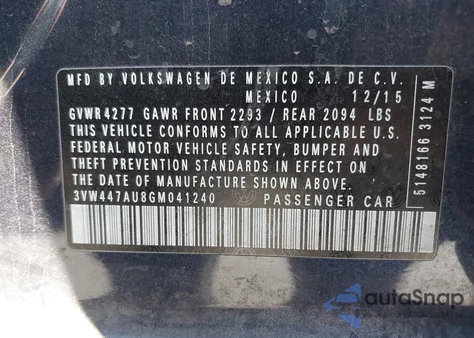 MFD BY VOLKSWAGEN DE MEXICO S.A. DE C.V.
MEXICO 12/15
GVWR 4277 GAWR FRONT 2293 / REAR 2094 LBS
THIS VEHICLE CONFORMS TO ALL APPLICABLE U.S.
FEDERAL MOTOR VEHICLE SAFETY, BUMPER AND
THEFT PREVENTION STANDARDS IN EFFECT ON
THE DATE OF MANUFACTURE SHOWN ABOVE.
3VW447AU8GM041240 PASSENGER CAR
5148166 3124 M
autoSnap